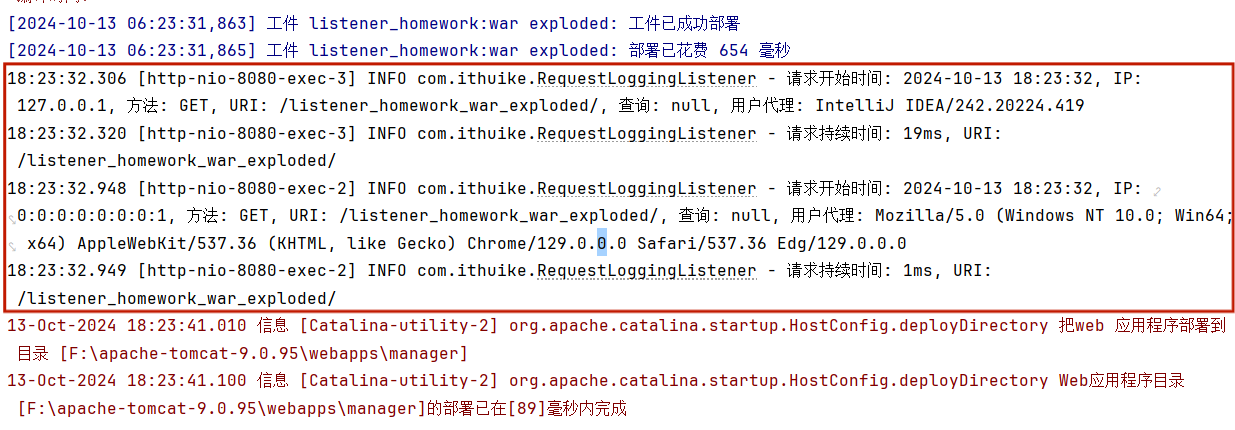 [2024-10-13 06:23:31,863] 工件 listener_homework:war exploded: 工件已成功部署
[2024-10-13 06:23:31,865] 工件 listener_homework:war exploded: 部署已花费 654 毫秒
18:23:32.306 [http-nio-8080-exec-3] INFO com.ithuike.RequestLoggingListener - 请求开始时间: 2024-10-13 18:23:32, IP:
127.0.0.1, 方法: GET, URI: /listener_homework_war_exploded/, 查询: null, 用户代理: IntelliJ IDEA/242.20224.419
18:23:32.320 [http-nio-8080-exec-3] INFO com.ithuike.RequestLoggingListener - 请求持续时间: 19ms, URI:
/listener_homework_war_exploded/
18:23:32.948 [http-nio-8080-exec-2] INFO com.ithuike.RequestLoggingListener - 请求开始时间: 2024-10-13 18:23:32, IP:
0:0:0:0:0:0:0:1, 方法: GET, URI: /listener_homework_war_exploded/, 查询: null, 用户代理: Mozilla/5.0 (Windows NT 10.0; Win64;
x64) AppleWebKit/537.36 (KHTML, like Gecko) Chrome/129.0.0.0 Safari/537.36 Edg/129.0.0.0
18:23:32.949 [http-nio-8080-exec-2] INFO com.ithuike.RequestLoggingListener - 请求持续时间: 1ms, URI:
/listener_homework_war_exploded/
13-Oct-2024 18:23:41.010 信息 [Catalina-utility-2] org.apache.catalina.startup.HostConfig.deployDirectory 把web 应用程序部署到
目录 [F:\apache-tomcat-9.0.95\webapps\manager]
13-Oct-2024 18:23:41.100 信息 [Catalina-utility-2] org.apache.catalina.startup.HostConfig.deployDirectory Web应用程序目录
[F:\apache-tomcat-9.0.95\webapps\manager]的部署已在[89]毫秒内完成